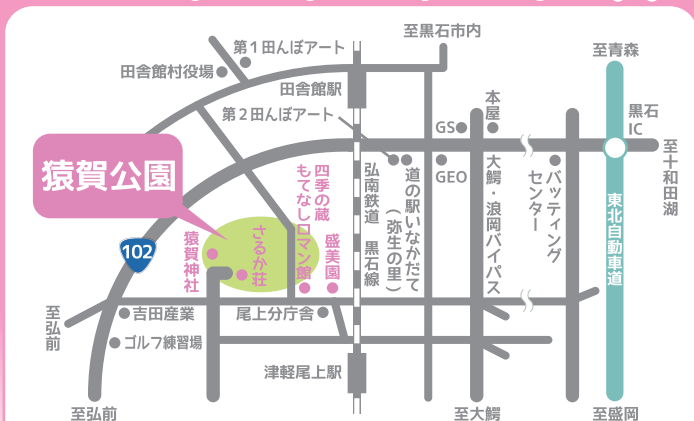 至黒石市内
第1田んぼアート
至青森
田舎館村役場
田舎館駅
本屋
黒石
IC
第2田んぼアート
GS
至十和田湖
猿賀公園
GEO
バッティング
センター
大鰐・浪岡バイパス
道の駅いなかだて
(弥生の里)
弘南鉄道 黒石線
四季の蔵
もてなしロマン館
盛美園
さるか荘
猿賀神社
東北自動車道
102
至弘前
吉田産業
尾上分庁舎
ゴルフ練習場
津軽尾上駅
至弘前
至大鰐
至盛岡